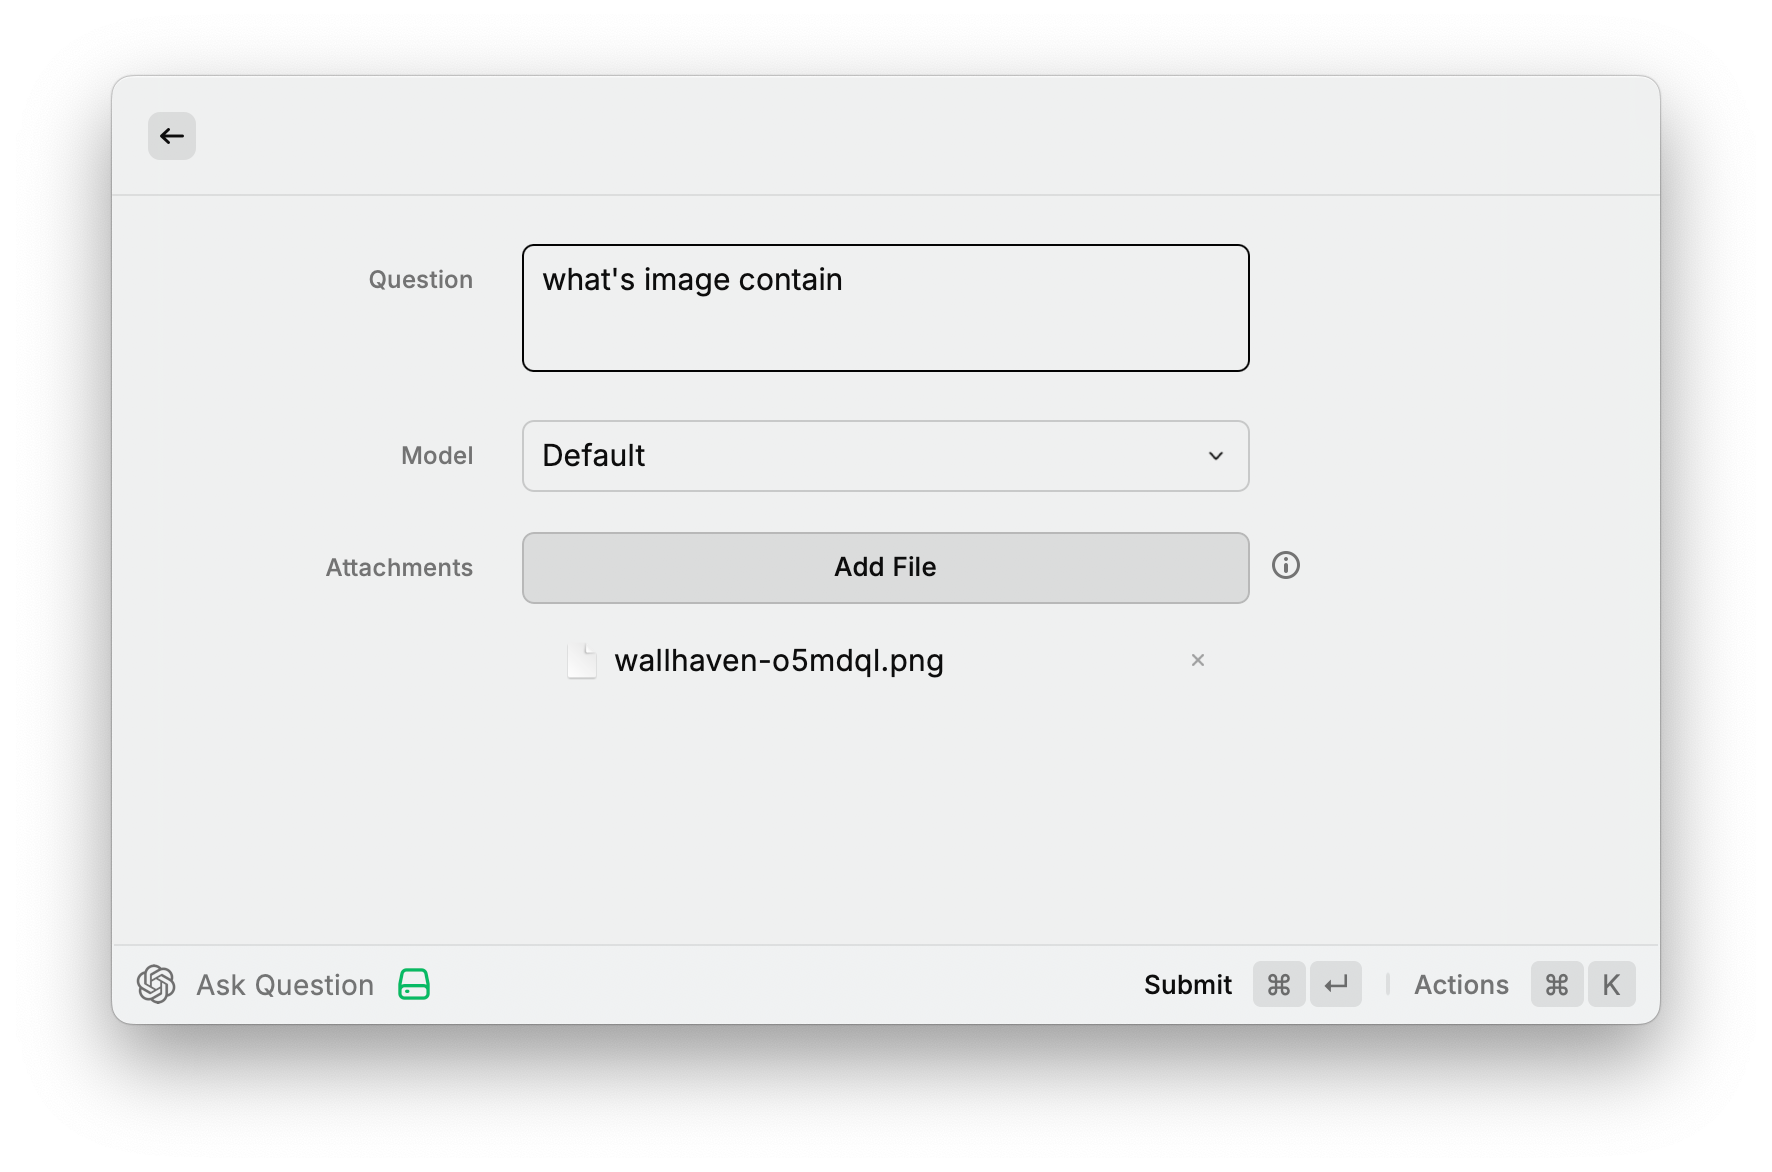 Question
what's image contain
Model
Default
Attachments
Add File
wallhaven-o5mdql.png
Ask Question
Submit ⌘ ↵
Actions ⌘ K